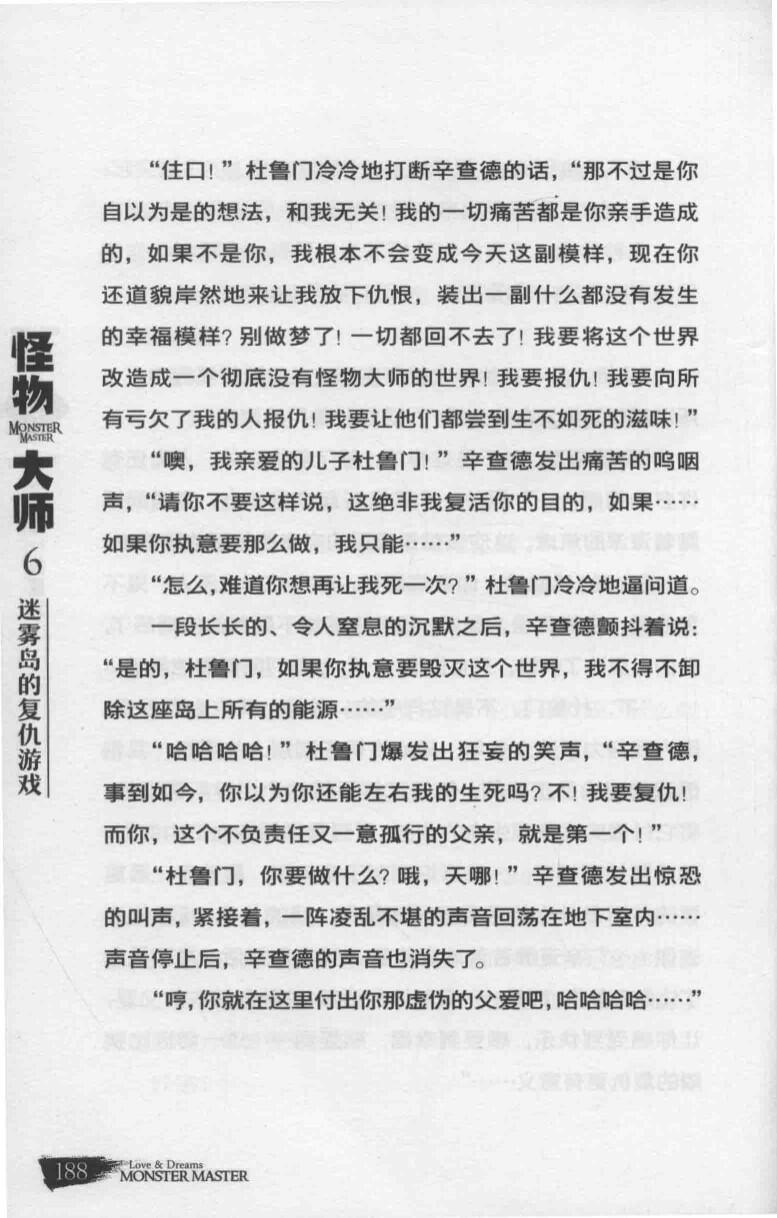 “住口！”杜鲁门冷冷地打断辛查德的话，“那不过是你
自以为是的想法，和我无关！我的一切痛苦都是你亲手造成
的，如果不是你，我根本不会变成今天这副模样，现在你
还道貌岸然地来让我放下仇恨，装出一副什么都没有发生
的幸福模样？别做梦了！一切都回不去了！我要将这个世界
改造成一个彻底没有怪物大师的世界！我要报仇！我要向所
有亏欠了我的人报仇！我要让他们都尝到生不如死的滋味！”
“噢，我亲爱的儿子杜鲁门！”辛查德发出痛苦的呜咽
声，“请你不要这样说，这绝非我复活你的目的，如果……
如果你执意要那么做，我只能……”
“怎么，难道你想再让我死一次？”杜鲁门冷冷地逼问道。
一段长长的、令人窒息的沉默之后，辛查德颤抖着说：
“是的，杜鲁门，如果你执意要毁灭这个世界，我不得不卸
除这座岛上所有的能源……”
“哈哈哈哈！”杜鲁门爆发出狂妄的笑声，“辛查德，
事到如今，你以为你还能左右我的生死吗？不！我要复仇！
而你，这个不负责任又一意孤行的父亲，就是第一个！”
“杜鲁门，你要做什么？哦，天哪！”辛查德发出惊恐
的叫声，紧接着，一阵凌乱不堪的声音回荡在地下室内……
声音停止后，辛查德的声音也消失了。
“哼，你就在这里付出你那虚伪的父爱吧，哈哈哈哈……”
怪物
MONSTER
MASTER
大师
6
迷雾岛的复仇游戏
188
Love & Dreams
MONSTER MASTER